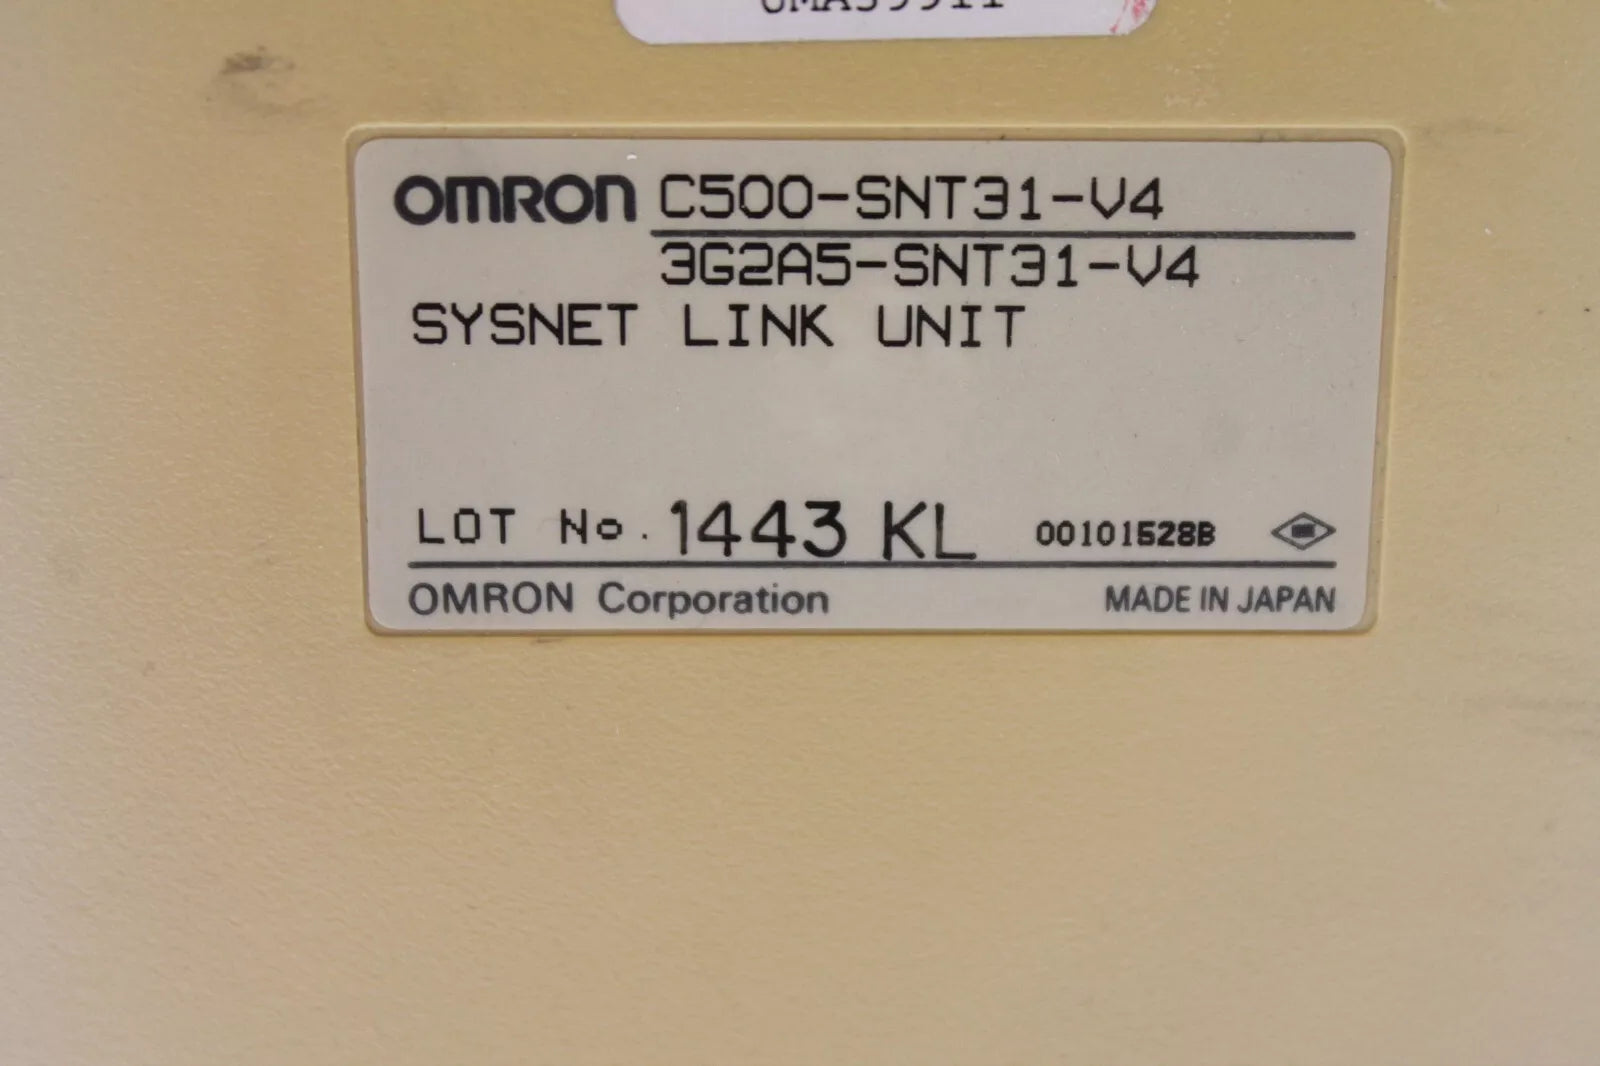 OMRON C500-SNT31-V4
3G2A5-SNT31-V4
SYSNET LINK UNIT
LOT No. 1443 KL 00101528B
OMRON Corporation MADE IN JAPAN